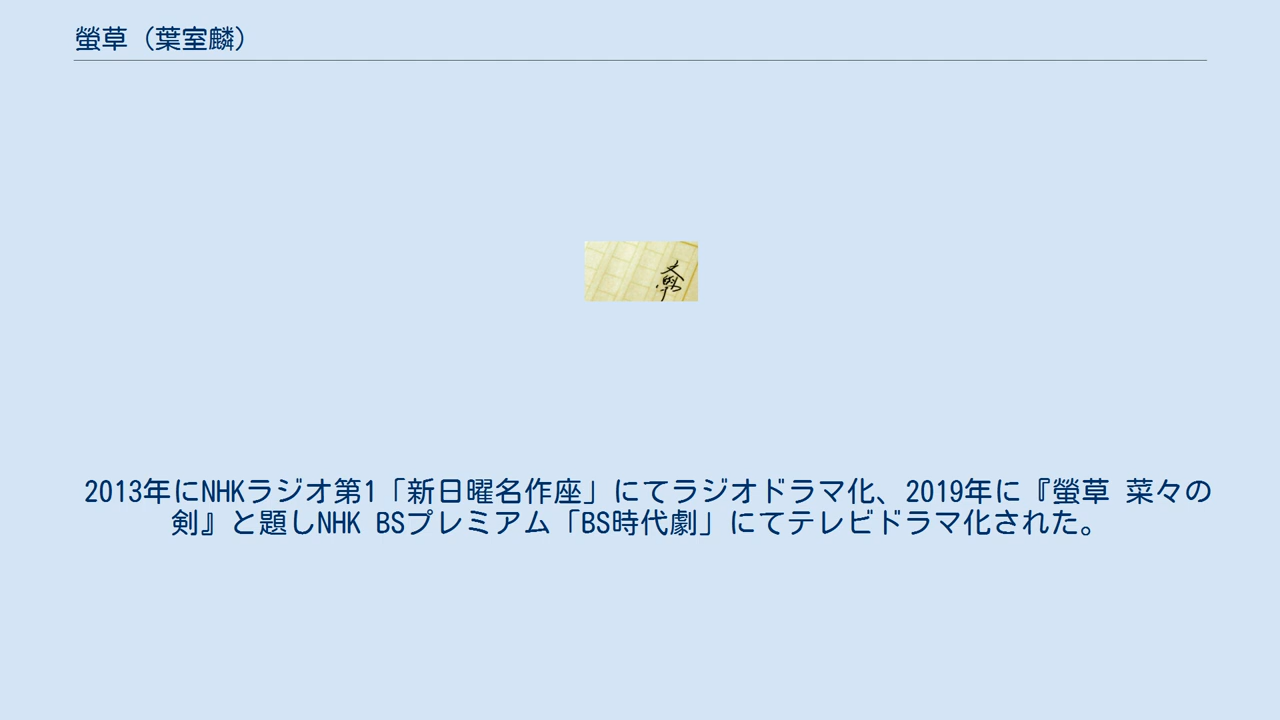 螢草（葉室麟）
2013年にNHKラジオ第1「新日曜名作座」にてラジオドラマ化、2019年に『螢草 菜々の
剣』と題しNHK BSプレミアム「BS時代劇」にてテレビドラマ化された。